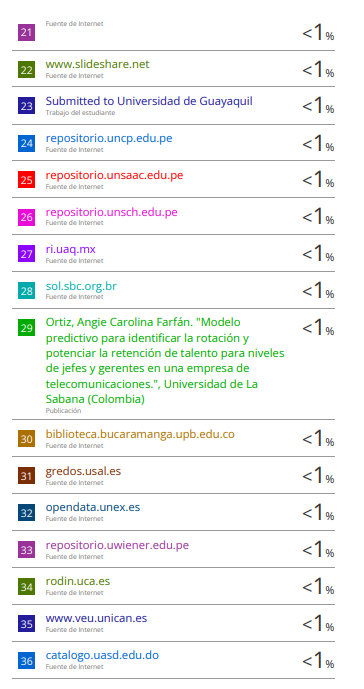 21
Fuente de Internet
<1%
22
www.slideshare.net
Fuente de Internet
<1%
23
Submitted to Universidad de Guayaquil
Trabajo del estudiante
<1%
24
repositorio.uncp.edu.pe
Fuente de Internet
<1%
25
repositorio.unsaac.edu.pe
Fuente de Internet
<1%
26
repositorio.unsch.edu.pe
Fuente de Internet
<1%
27
ri.uaq.mx
Fuente de Internet
<1%
28
sol.sbc.org.br
Fuente de Internet
<1%
29
Ortiz, Angie Carolina Farfán. "Modelo
predictivo para identificar la rotación y
potenciar la retención de talento para niveles
de jefes y gerentes en una empresa de
telecomunicaciones.", Universidad de La
Sabana (Colombia)
Publicación
<1%
30
biblioteca.bucaramanga.upb.edu.co
Fuente de Internet
<1%
31
gredos.usal.es
Fuente de Internet
<1%
32
opendata.unex.es
Fuente de Internet
<1%
33
repositorio.uwiener.edu.pe
Fuente de Internet
<1%
34
rodin.uca.es
Fuente de Internet
<1%
35
www.veu.unican.es
Fuente de Internet
<1%
36
catalogo.uasd.edu.do
Fuente de Internet
<1%